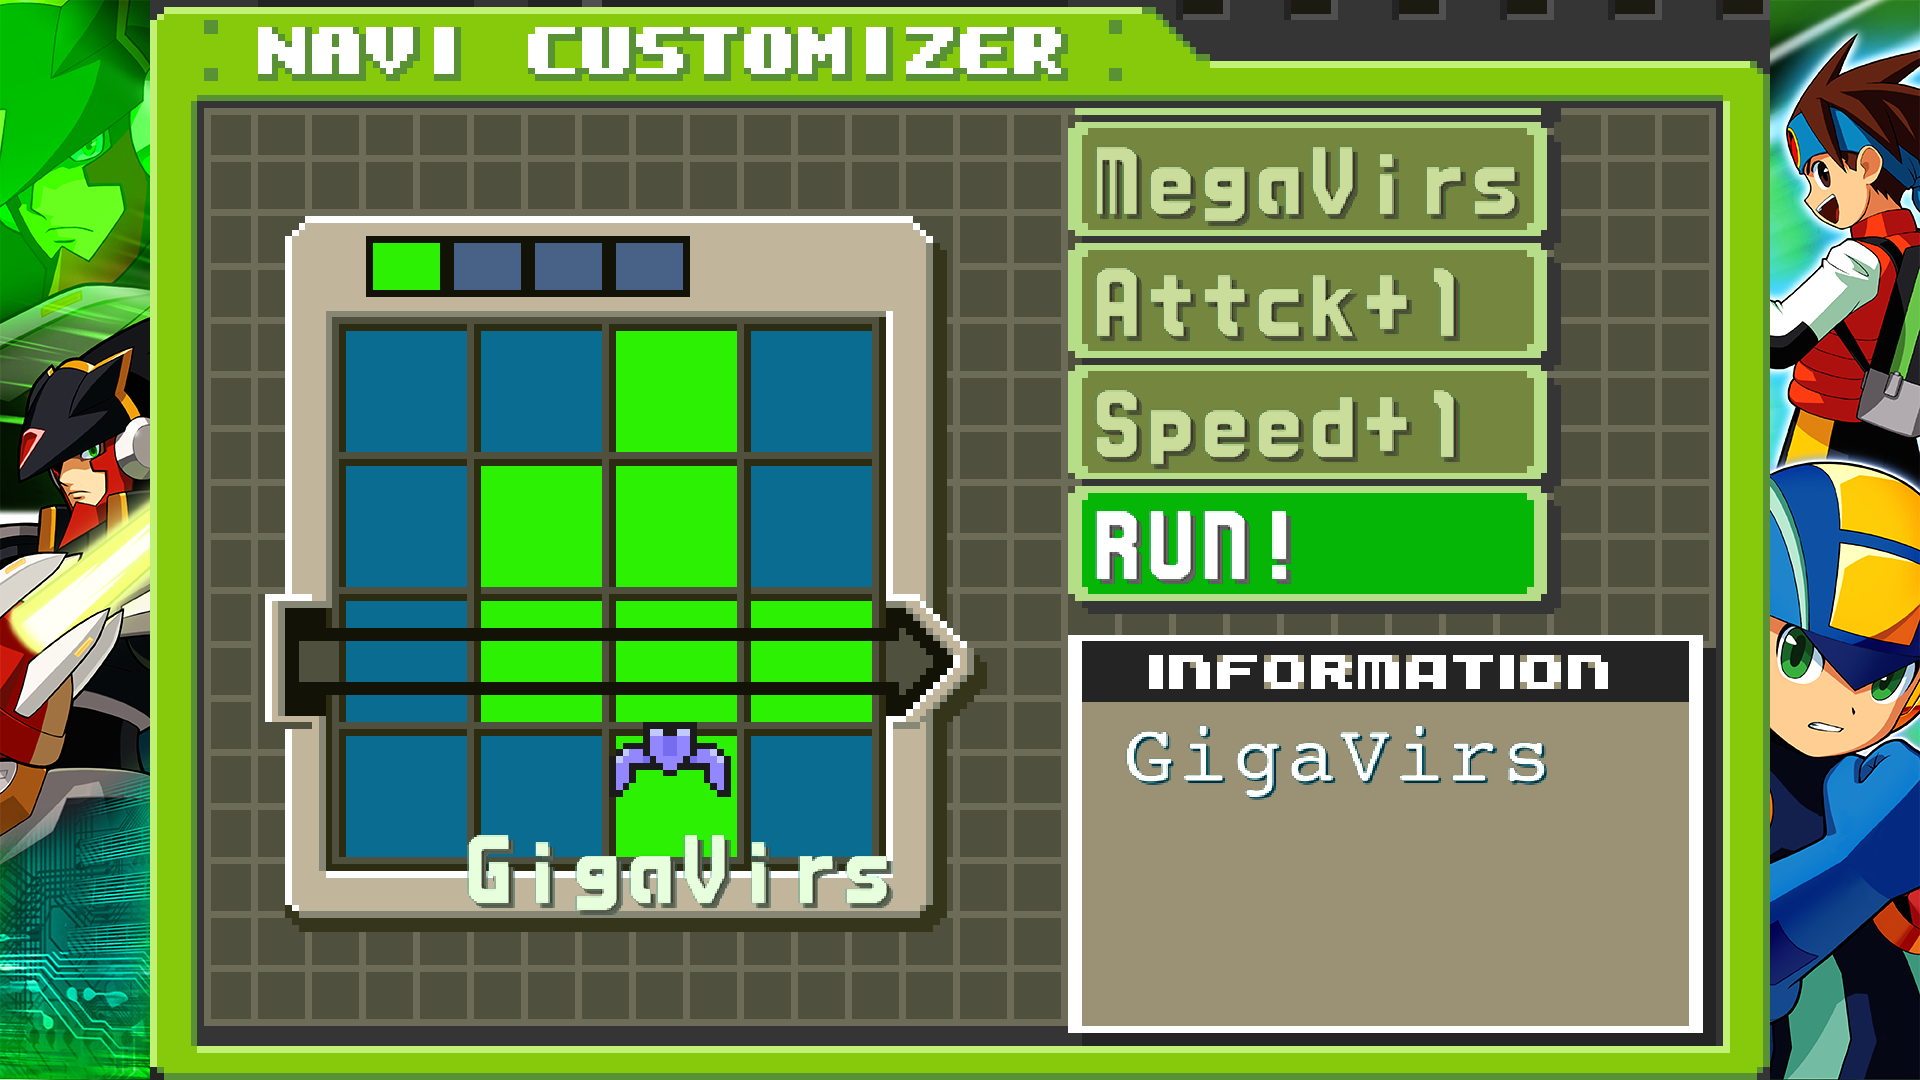 NAVI CUSTOMIZER
MegaVirs
Attck+1
Speed+1
RUN!
INFORMATION
GigaVirs
GigaVirs